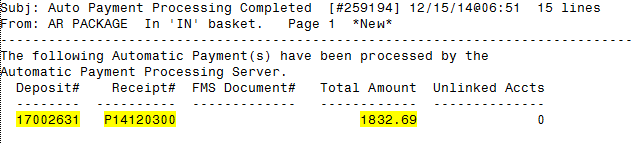 Subj: Auto Payment Processing Completed  [#259194] 12/15/14@06:51  15 lines
From: AR PACKAGE  In 'IN' basket.   Page 1  *New*
-------------------------------------------------------------------------------
The following Automatic Payment(s) have been processed by the
Automatic Payment Processing Server.
  Deposit#    Receipt#  FMS Document#   Total Amount  Unlinked Accts
  --------   ---------  -------------   ------------  --------------
  17002631   P14120300                       1832.69               0